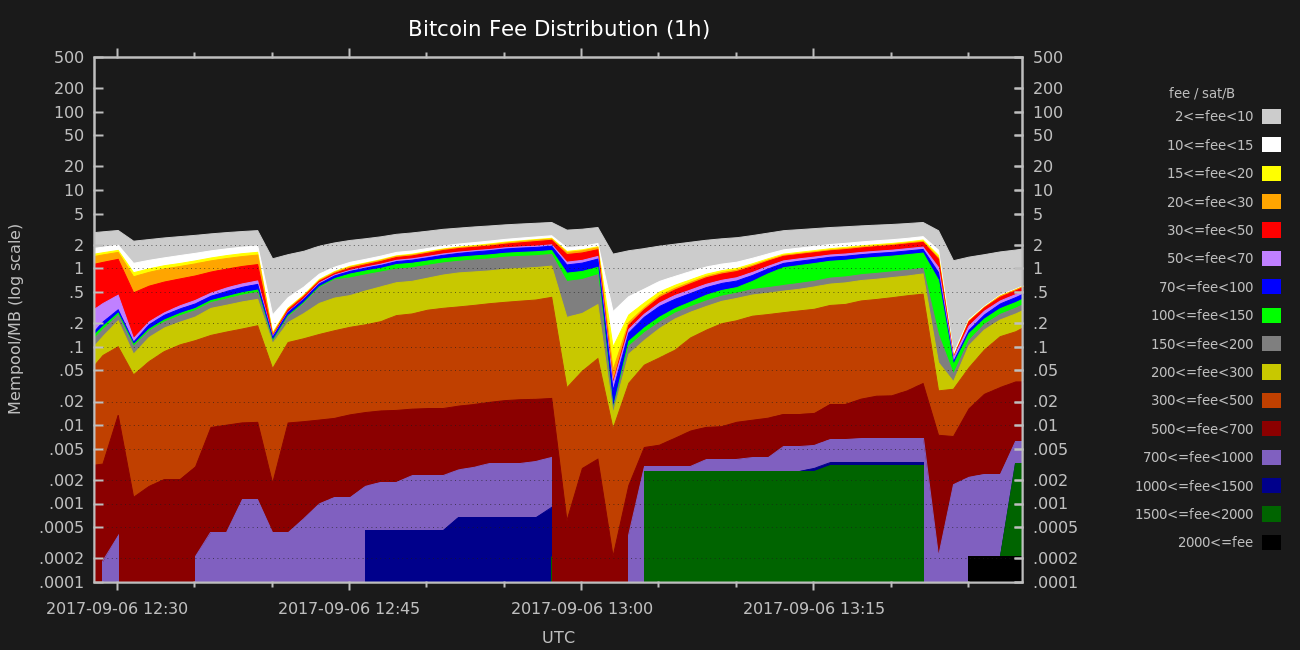 Bitcoin Fee Distribution (1h)
Mempool/MB (log scale)
500
200
100
50
20
10
5
2
1
.5
.2
.1
.05
.02
.01
.005
.002
.001
.0005
.0002
.0001
500
200
100
50
20
10
5
2
1
.5
.2
.1
.05
.02
.01
.005
.002
.001
.0005
.0002
.0001
2017-09-06 12:30
2017-09-06 12:45
2017-09-06 13:00
2017-09-06 13:15
UTC
fee / sat/B
2<=fee<10
10<=fee<15
15<=fee<20
20<=fee<30
30<=fee<50
50<=fee<70
70<=fee<100
100<=fee<150
150<=fee<200
200<=fee<300
300<=fee<500
500<=fee<700
700<=fee<1000
1000<=fee<1500
1500<=fee<2000
2000<=fee